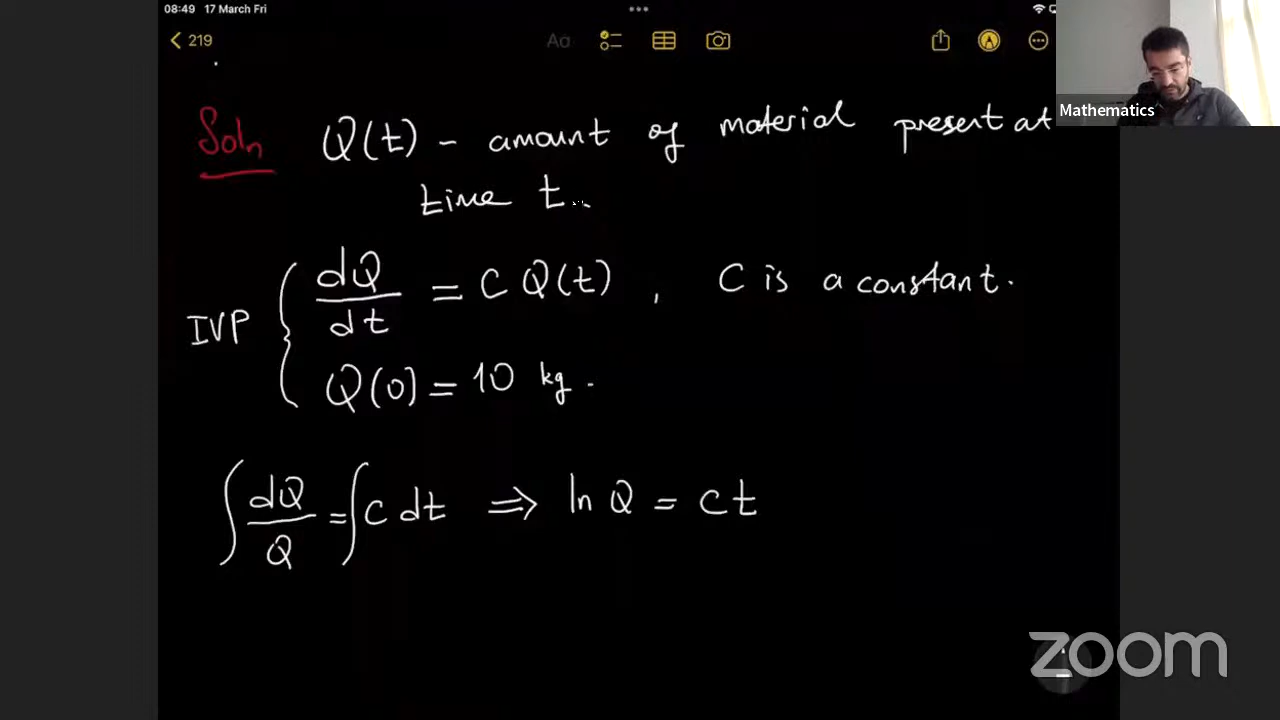 08:49 17 March Fri
219
Aa
Mathematics
Soln Q(t) - amount of material present at
time t..
IVP { dQ/dt = C Q(t) , C is a constant.
Q(0) = 10 kg.
∫ dQ/Q = ∫ C dt ⇒ ln Q = ct
zoom